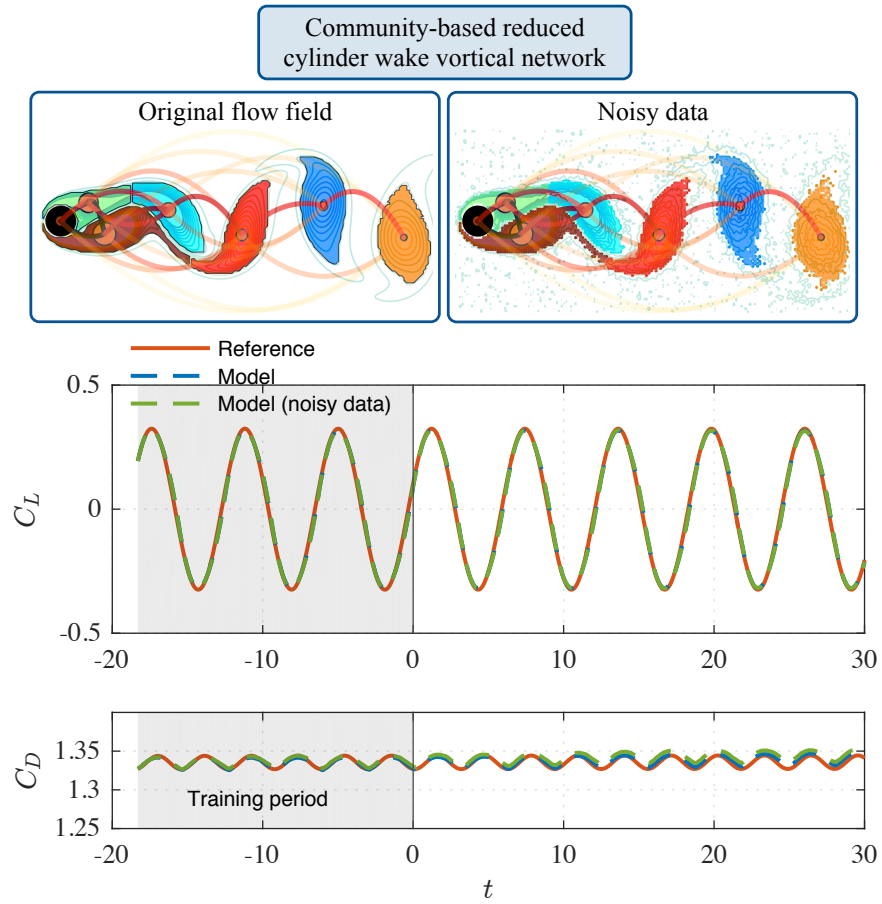 Community-based reduced
cylinder wake vortical network
Original flow field
Noisy data
Reference
Model
Model (noisy data)
0.5
0
-0.5
C_L
-20
-10
0
10
20
30
1.35
1.3
1.25
C_D
Training period
-20
-10
0
10
20
30
t